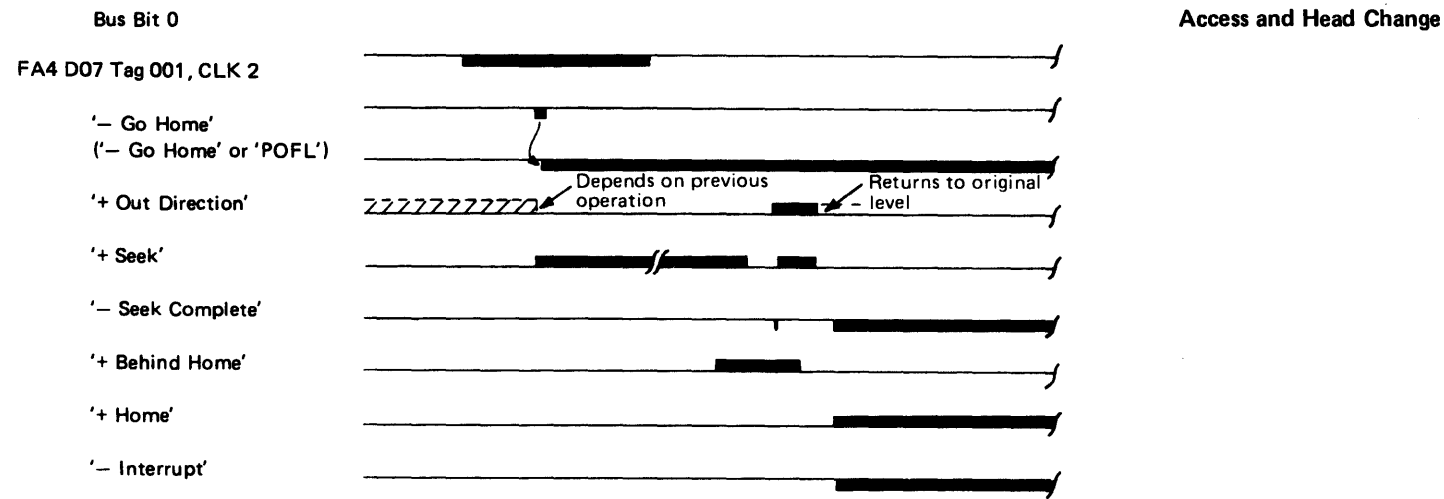 Bus Bit 0
Access and Head Change
FA4 D07 Tag 001, CLK 2
'— Go Home'
('— Go Home' or 'POFL')
Depends on previous
operation
Returns to original
level
'+ Out Direction'
'+ Seek'
'— Seek Complete'
'+ Behind Home'
'+ Home'
'— Interrupt'